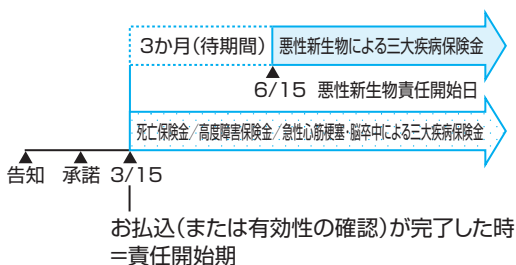 3か月(待期間)
悪性新生物による三大疾病保険金
6/15 悪性新生物責任開始日
死亡保険金/高度障害保険金/急性心筋梗塞・脳卒中による三大疾病保険金
告知 承諾 3/15
お払込(または有効性の確認)が完了した時
=責任開始期